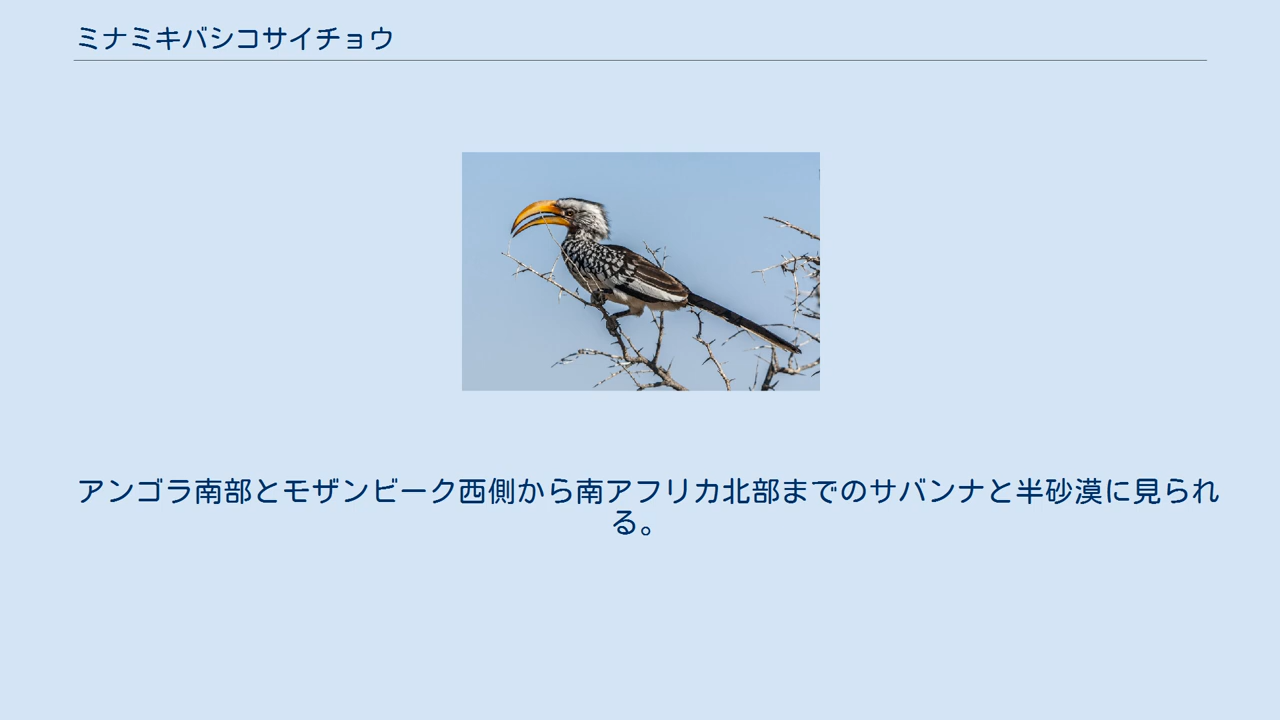 ミナミキバシコサイチョウ
アンゴラ南部とモザンビーク西側から南アフリカ北部までのサバンナと半砂漠に見られ
る。